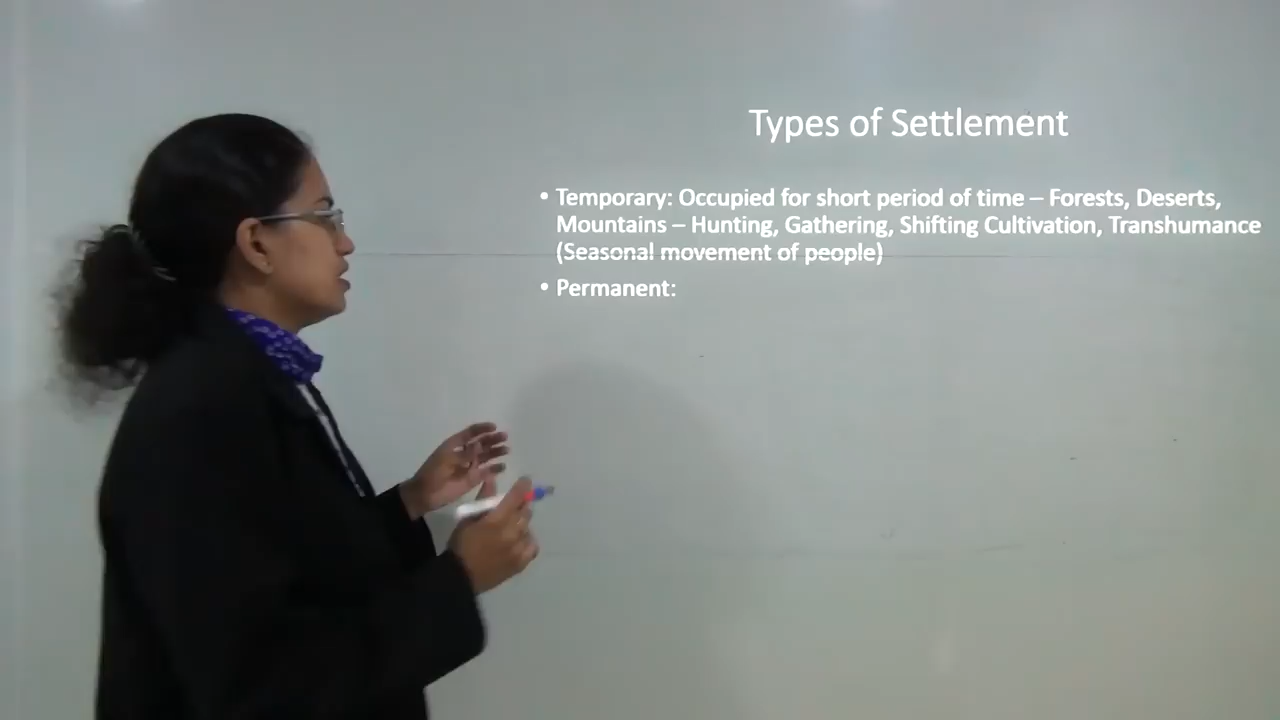 Types of Settlement
• Temporary: Occupied for short period of time – Forests, Deserts,
Mountains – Hunting, Gathering, Shifting Cultivation, Transhumance
(Seasonal movement of people)
• Permanent: